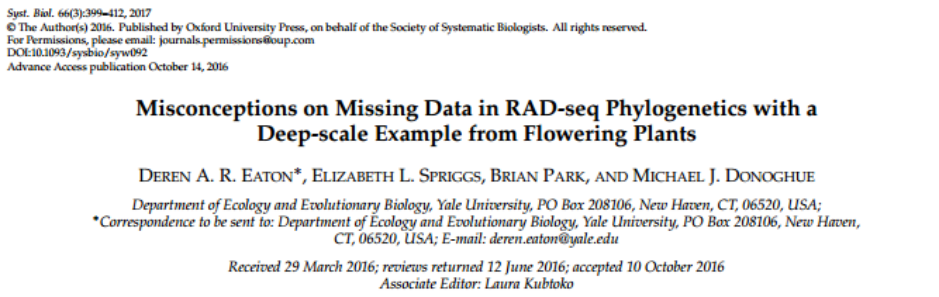 Syst. Biol. 66(3):399–412, 2017
© The Author(s) 2016. Published by Oxford University Press, on behalf of the Society of Systematic Biologists. All rights reserved.
For Permissions, please email: journals.permissions@oup.com
DOI:10.1093/sysbio/syw092
Advance Access publication October 14, 2016
Misconceptions on Missing Data in RAD-seq Phylogenetics with a
Deep-scale Example from Flowering Plants
DEREN A. R. EATON*, ELIZABETH L. SPRIGGS, BRIAN PARK, AND MICHAEL J. DONOGHUE
Department of Ecology and Evolutionary Biology, Yale University, PO Box 208106, New Haven, CT, 06520, USA;
*Correspondence to be sent to: Department of Ecology and Evolutionary Biology, Yale University, PO Box 208106, New Haven,
CT, 06520, USA; E-mail: deren.eaton@yale.edu
Received 29 March 2016; reviews returned 12 June 2016; accepted 10 October 2016
Associate Editor: Laura Kubtoko